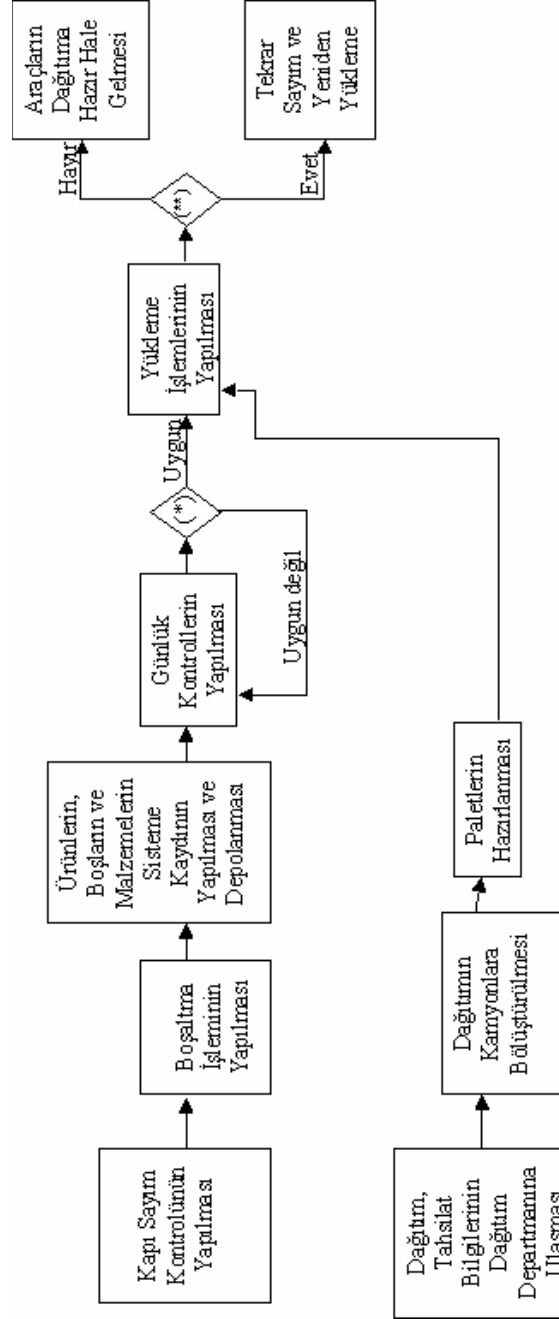 Kapı Sayım
Kontrolünün
Yapılması
Boşaltma
İşleminin
Yapılması
Ürünlerin,
Boşların ve
Malzemelerin
Sisteme
Kaydının
Yapılması ve
Depolanması
Günlük
Kontrollerin
Yapılması
(*)
Uygun
Uygun değil
Yükleme
İşlemlerinin
Yapılması
(**)
Hayır
Evet
Araçların
Dağıtıma
Hazır Hale
Gelmesi
Tekrar
Sayım ve
Yeniden
Yükleme
Dağıtım,
Tahsilat
Bilgilerinin
Dağıtım
Departmanına
Ulaşması
Dağıtımın
Kamyonlara
Bölüştürülmesi
Paletlerin
Hazırlanması